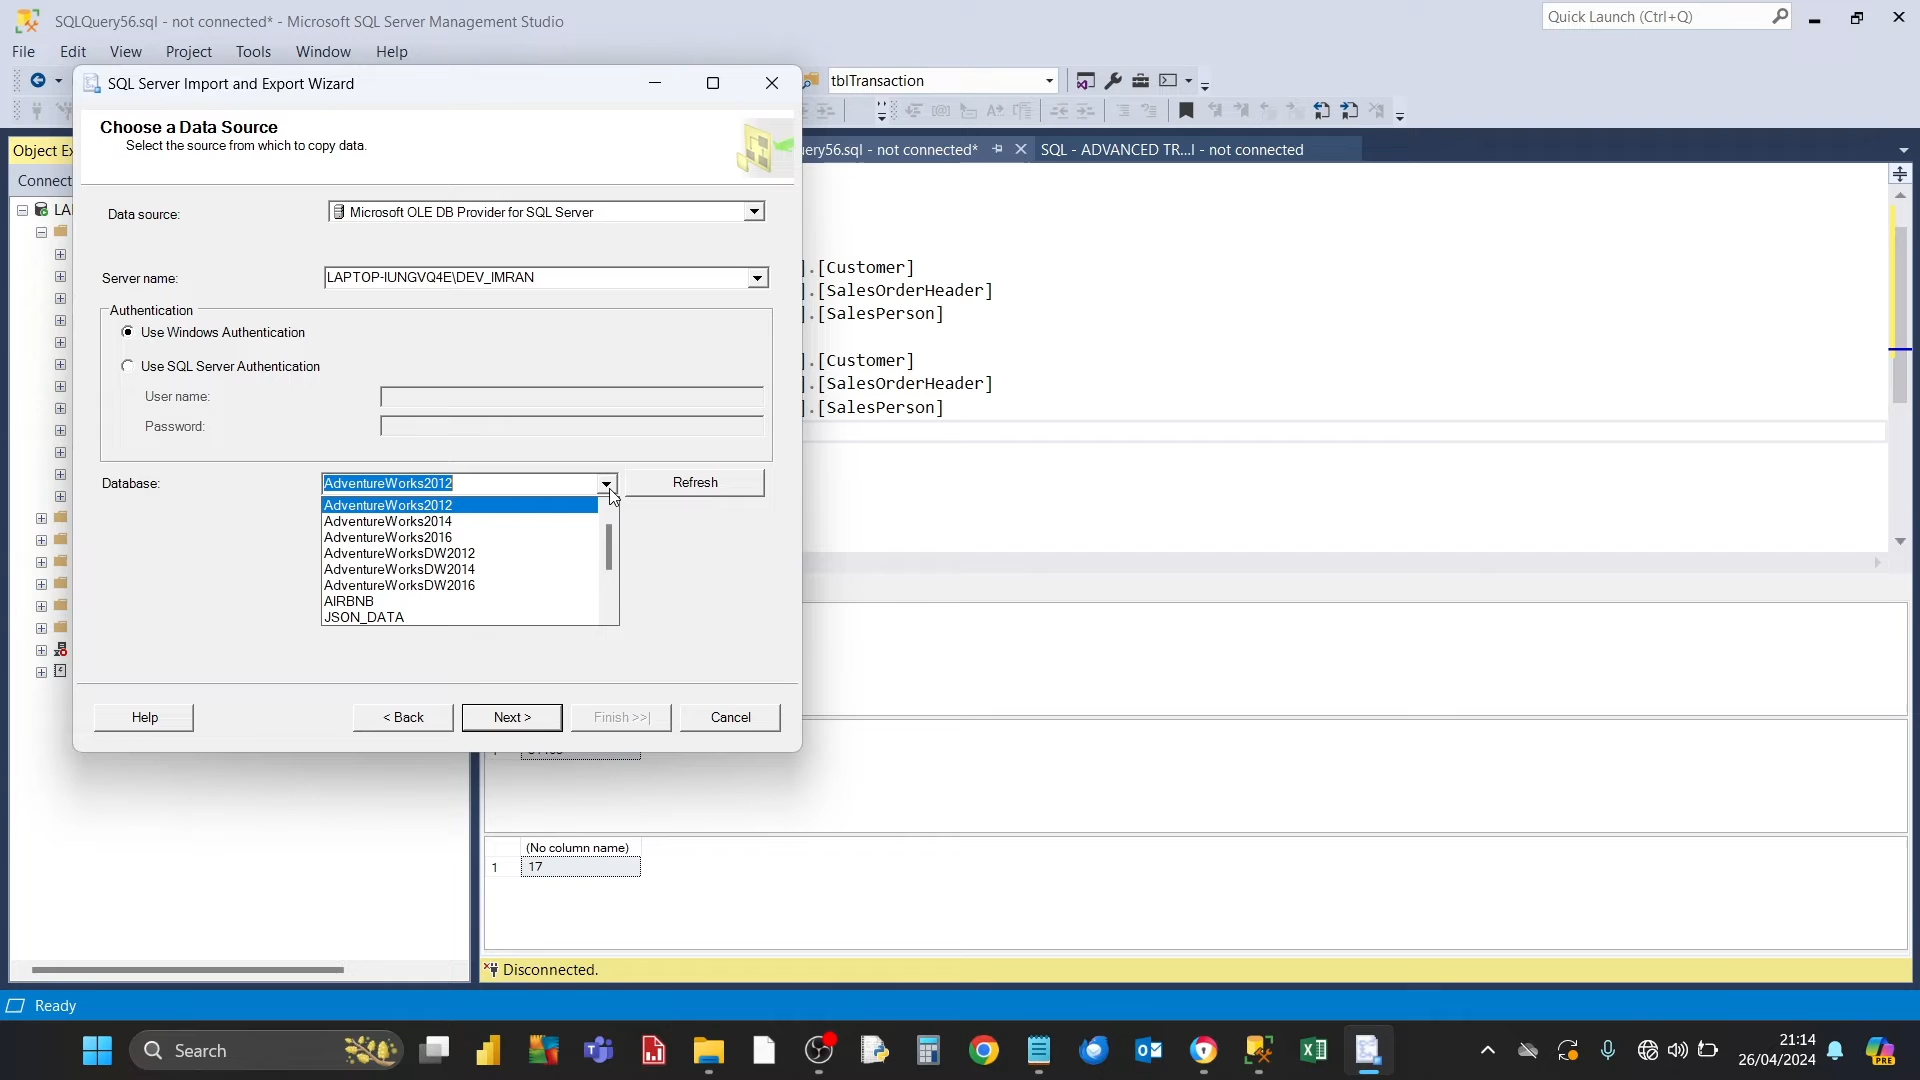 SQLQuery56.sql - not connected* - Microsoft SQL Server Management Studio
Quick Launch (Ctrl+Q)
File Edit View Project Tools Window Help
SQL Server Import and Export Wizard
tblTransaction
Choose a Data Source
Select the source from which to copy data.
Object Ex
uery56.sql - not connected*
SQL - ADVANCED TR...l - not connected
Connect
LA
Data source:
Microsoft OLE DB Provider for SQL Server
Server name:
LAPTOP-IUNGVQ4E\DEV_IMRAN
].[Customer]
].[SalesOrderHeader]
].[SalesPerson]
].[Customer]
].[SalesOrderHeader]
].[SalesPerson]
Authentication
Use Windows Authentication
Use SQL Server Authentication
User name:
Password:
Database:
AdventureWorks2012
Refresh
AdventureWorks2012
AdventureWorks2014
AdventureWorks2016
AdventureWorksDW2012
AdventureWorksDW2014
AdventureWorksDW2016
AIRBNB
JSON_DATA
Help
< Back
Next >
Finish >>|
Cancel
(No column name)
1 17
Disconnected.
Ready
Search
21:14
26/04/2024
PRE